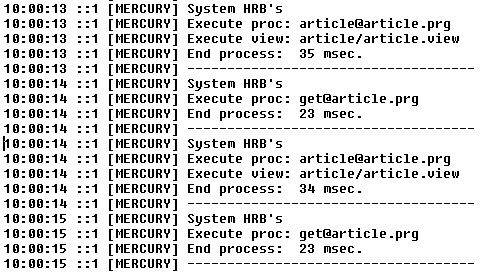 10:00:13 ::1 [MERCURY] System HRB's
10:00:13 ::1 [MERCURY] Execute proc: article@article.prg
10:00:13 ::1 [MERCURY] Execute view: article/article.view
10:00:13 ::1 [MERCURY] End process:  35 msec.
10:00:13 ::1 [MERCURY] -----------------------------------
10:00:14 ::1 [MERCURY] System HRB's
10:00:14 ::1 [MERCURY] Execute proc: get@article.prg
10:00:14 ::1 [MERCURY] End process:  23 msec.
10:00:14 ::1 [MERCURY] -----------------------------------
10:00:14 ::1 [MERCURY] System HRB's
10:00:14 ::1 [MERCURY] Execute proc: article@article.prg
10:00:14 ::1 [MERCURY] Execute view: article/article.view
10:00:14 ::1 [MERCURY] End process:  34 msec.
10:00:14 ::1 [MERCURY] -----------------------------------
10:00:15 ::1 [MERCURY] System HRB's
10:00:15 ::1 [MERCURY] Execute proc: get@article.prg
10:00:15 ::1 [MERCURY] End process:  23 msec.
10:00:15 ::1 [MERCURY] -----------------------------------